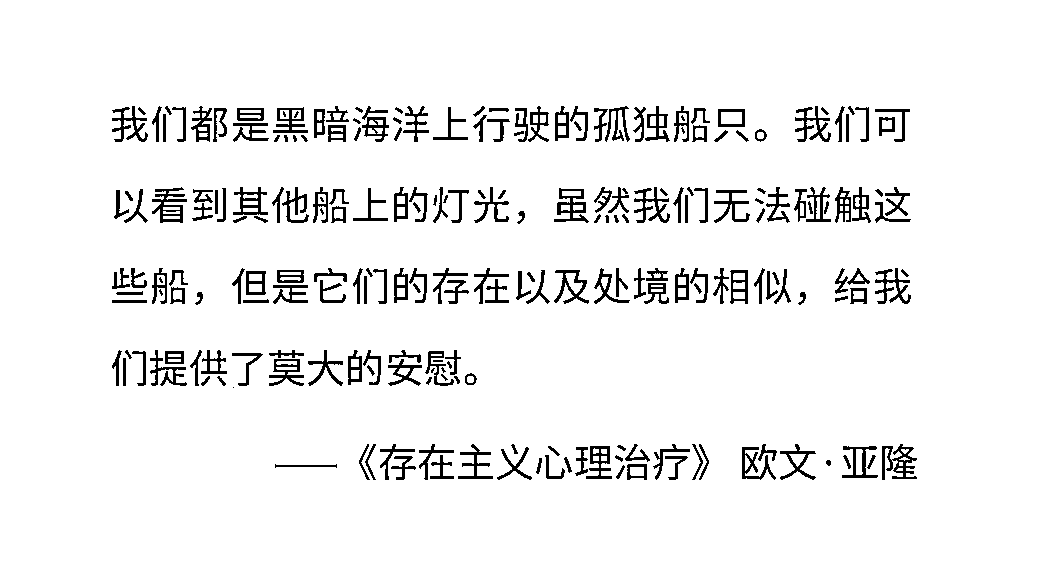 我们都是黑暗海洋上行驶的孤独船只。我们可
以看到其他船上的灯光，虽然我们无法碰触这
些船，但是它们的存在以及处境的相似，给我
们提供了莫大的安慰。
——《存在主义心理治疗》 欧文·亚隆